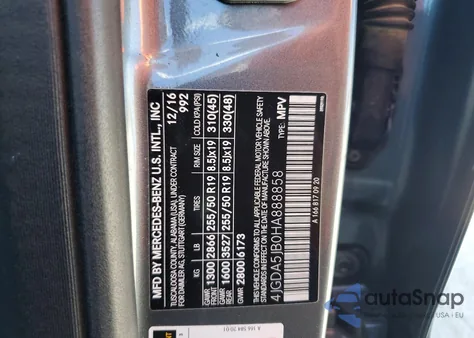 MFD BY MERCEDES-BENZ U.S. INTL., INC
TUSCALOOSA COUNTY, ALABAMA (USA), UNDER CONTRACT 12/16
FOR DAIMLER AG, STUTTGART (GERMANY) 992
KG LB TIRES RIM SIZE COLD KPA(PSI)
GAWR FRONT 1300 2866 255/50 R19 8.5Jx19 310(45)
GAWR REAR 1600 3527 255/50 R19 8.5Jx19 330(48)
GVWR 2800 6173
THIS VEHICLE CONFORMS TO ALL APPLICABLE FEDERAL MOTOR VEHICLE SAFETY
STANDARDS IN EFFECT ON THE DATE OF MANUFACTURE SHOWN ABOVE.
4JGDA5JB0HA888858 TYPE: MPV
A 166 817 09 20
autoSnap
USA • EU